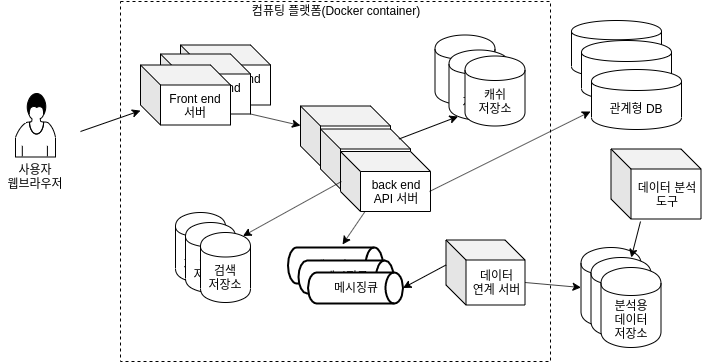 컴퓨팅 플랫폼(Docker container)
Front end
서버
nd
nd
캐쉬
저장소
관계형 DB
사용자
웹브라우저
back end
API 서버
데이터 분석
도구
검색
저장소
메시징큐
데이터
연계 서버
분석용
데이터
저장소